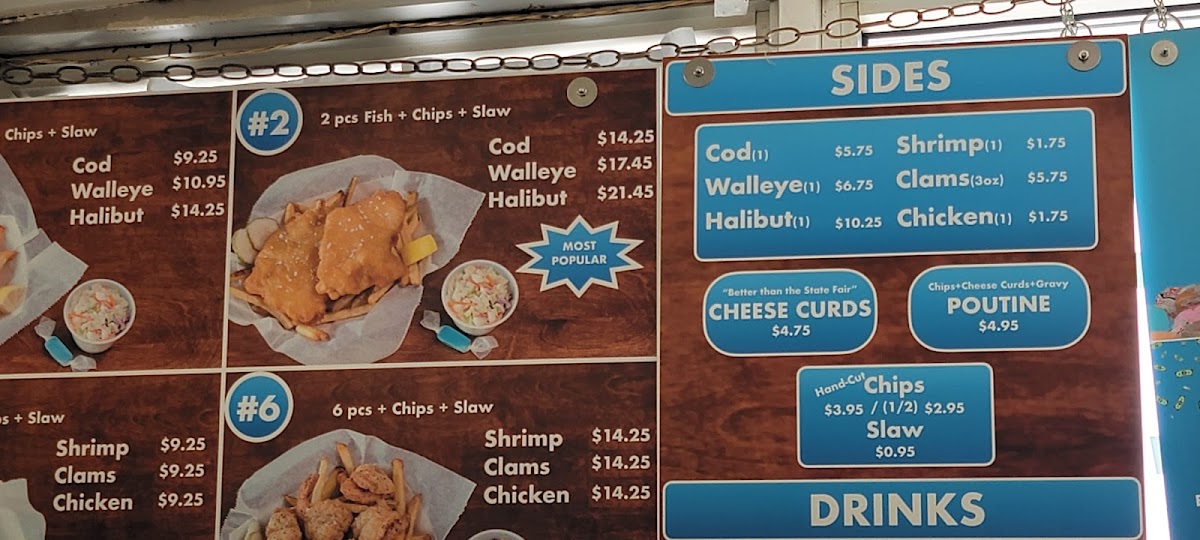 Chips + Slaw
Cod $9.25
Walleye $10.95
Halibut $14.25
#2
2 pcs Fish + Chips + Slaw
Cod $14.25
Walleye $17.45
Halibut $21.45
MOST
POPULAR
+ Slaw
Shrimp $9.25
Clams $9.25
Chicken $9.25
#6
6 pcs + Chips + Slaw
Shrimp $14.25
Clams $14.25
Chicken $14.25
SIDES
Cod(1) $5.75 Shrimp(1) $1.75
Walleye(1) $6.75 Clams(3oz) $5.75
Halibut(1) $10.25 Chicken(1) $1.75
"Better than the State Fair"
CHEESE CURDS
$4.75
Chips+Cheese Curds+Gravy
POUTINE
$4.95
Hand-Cut Chips
$3.95 / (1/2) $2.95
Slaw
$0.95
DRINKS